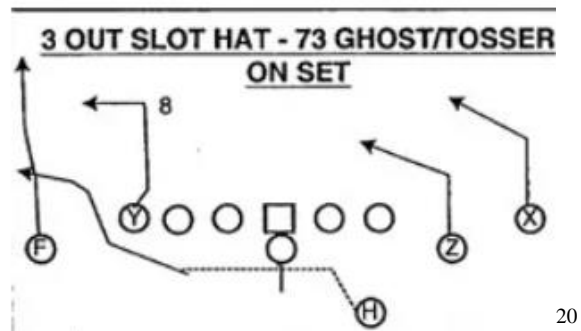 3 OUT SLOT HAT - 73 GHOST/TOSSER
ON SET
8
Y
F
Z
X
H
20